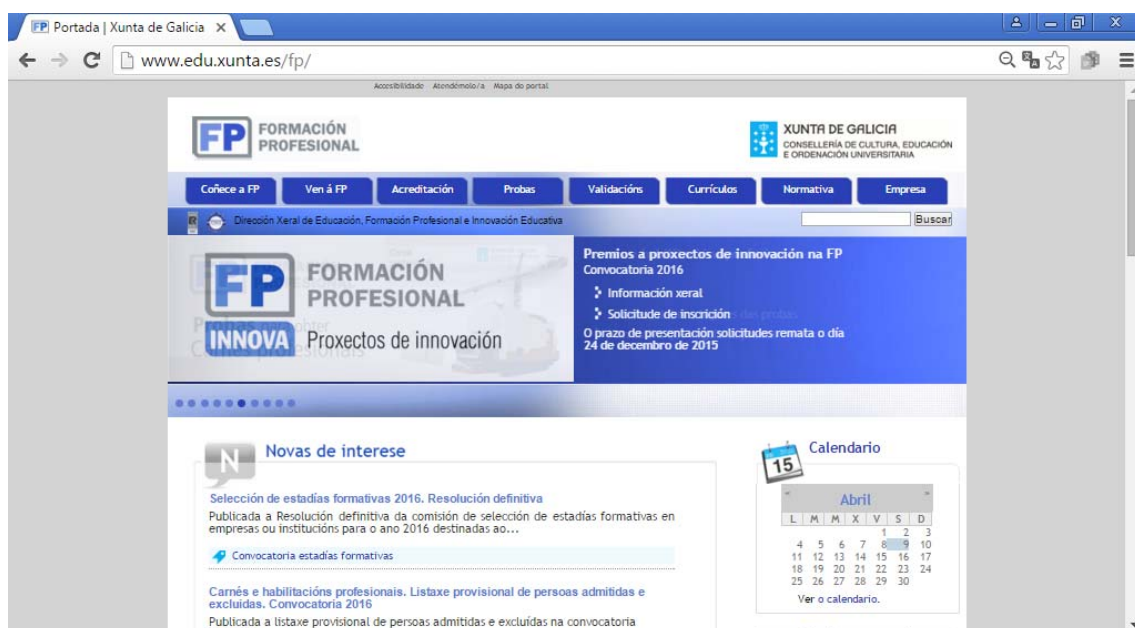 Portada | Xunta de Galicia
www.edu.xunta.es/fp/
Accesibilidade Atendémolo/a Mapa do portal
FP FORMACIÓN
PROFESIONAL
XUNTA DE GALICIA
CONSELLERÍA DE CULTURA, EDUCACIÓN
E ORDENACIÓN UNIVERSITARIA
Coñece a FP Ven á FP Acreditación Probas Validacións Currículos Normativa Empresa
Dirección Xeral de Educación, Formación Profesional e Innovación Educativa
Buscar
FP FORMACIÓN
PROFESIONAL
INNOVA Proxectos de innovación
Probas para obter
Carnés profesionais
Premios a proxectos de innovación na FP
Convocatoria 2016
Información xeral
Solicitude de inscrición
das probas
O prazo de presentación solicitudes remata o día
24 de decembro de 2015
Novas de interese
Selección de estadías formativas 2016. Resolución definitiva
Publicada a Resolución definitiva da comisión de selección de estadías formativas en
empresas ou institucións para o ano 2016 destinadas ao...
Convocatoria estadías formativas
Carnés e habilitacións profesionais. Listaxe provisional de persoas admitidas e
excluidas. Convocatoria 2016
Publicada a listaxe provisional de persoas admitidas e excluídas na convocatoria
15
Calendario
« Abril »
L M M X V S D
1 2 3
4 5 6 7 8 9 10
11 12 13 14 15 16 17
18 19 20 21 22 23 24
25 26 27 28 29 30
Ver o calendario.